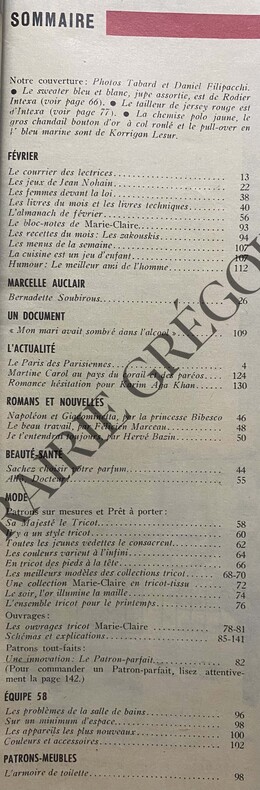 SOMMAIRE
Notre couverture : Photos Tabard et Daniel Filipacchi.
● Le sweater bleu et blanc, jupe assortie, est de Rodier
Intexa (voir page 66). ● Le tailleur de jersey rouge est
d'Intexa (voir page 77). ● La chemise polo jaune, le
gros chandail bouton d'or à col roulé et le pull-over en
V bleu marine sont de Korrigan Lesur.
FÉVRIER
Le courrier des lectrices 13
Les jeux de Jean Nohain 22
Les femmes devant la loi 38
Les livres du mois et les livres techniques 40
L'almanach de février 56
Le bloc-notes de Marie-Claire 93
Les recettes du mois : Les zakouskis 94
Les menus de la semaine 107
La cuisine est un jeu d'enfant 107
Humour : Le meilleur ami de l'homme 112
MARCELLE AUCLAIR
Bernadette Soubirous 26
UN DOCUMENT
« Mon mari avait sombré dans l'alcool » 109
L'ACTUALITÉ
Le Paris des Parisiennes 4
Martine Carol au pays du corail et des paréos 124
Romance hésitation pour Karim Aga Khan 130
ROMANS ET NOUVELLES
Napoléon et Giacominetta, par la princesse Bibesco 46
Le beau travail, par Félicien Marceau 48
Je t'entendrai toujours, par Hervé Bazin 50
BEAUTÉ-SANTÉ
Sachez choisir votre parfum 44
Allô Docteur 55
MODE
Patrons sur mesures et Prêt à porter :
Sa Majesté le Tricot 58
Il y a un style tricot 60
Toutes les jeunes vedettes le consacrent 62
Les couleurs varient à l'infini 64
En tricot des pieds à la tête 66
Les meilleurs modèles des collections tricot 68-70
Une collection Marie-Claire en tricot-tissu 72
Le soir, l'or illumine la maille 74
L'ensemble tricot pour le printemps 76
Ouvrages :
Les ouvrages tricot Marie-Claire 78-81
Schémas et explications 85-141
Patrons tout-faits :
Une innovation : Le Patron-parfait 82
(Pour commander un Patron-parfait, lisez attentive-
ment la page 142.)
ÉQUIPE 58
Les problèmes de la salle de bains 96
Sur un minimum d'espace 98
Les appareils les plus nouveaux 100
Couleurs et accessoires 102
PATRONS-MEUBLES
L'armoire de toilette 98
LIBRAIRIE GRÉGOIRE